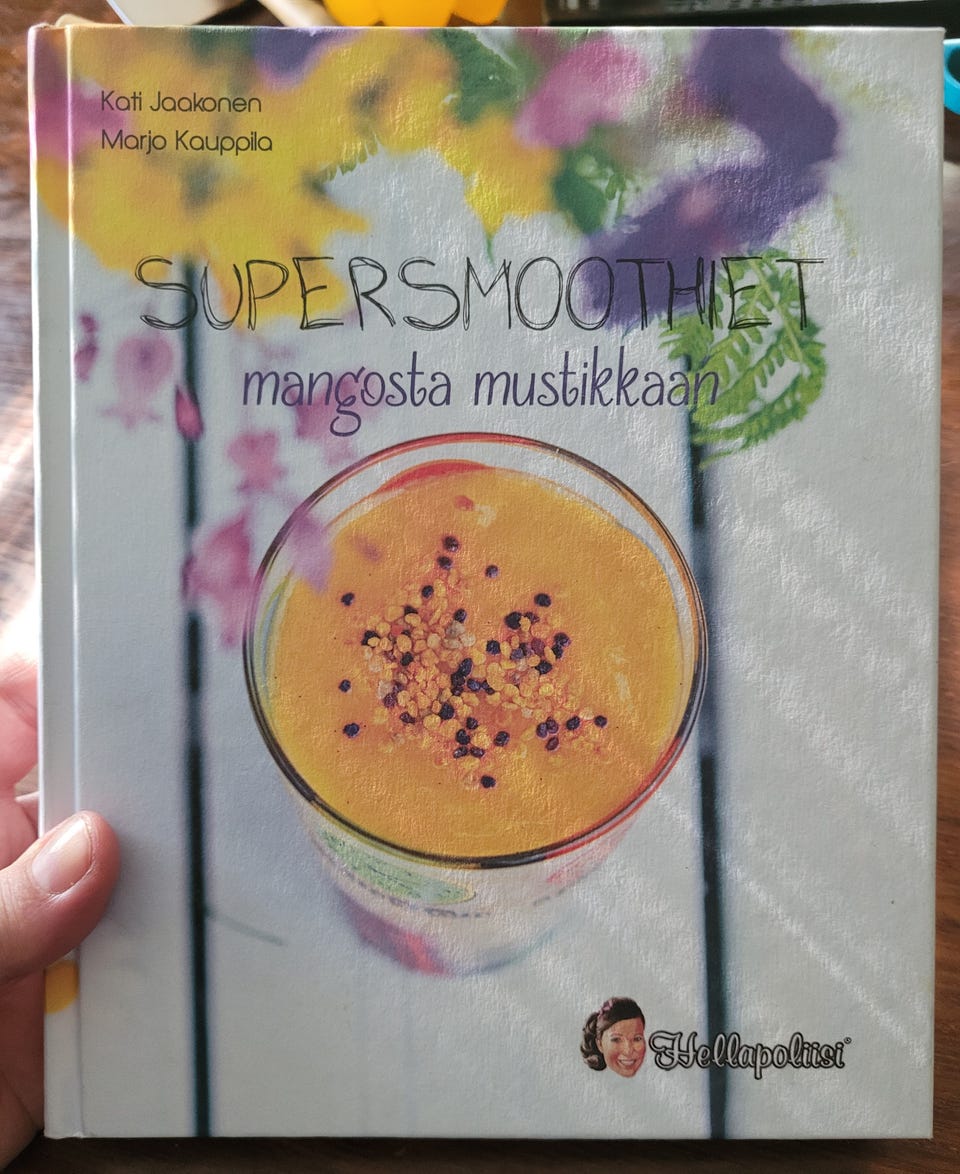 Kati Jaakonen
Marjo Kauppila
SUPERSMOOTHIET
mangosta mustikkaan
Hellapoliisi